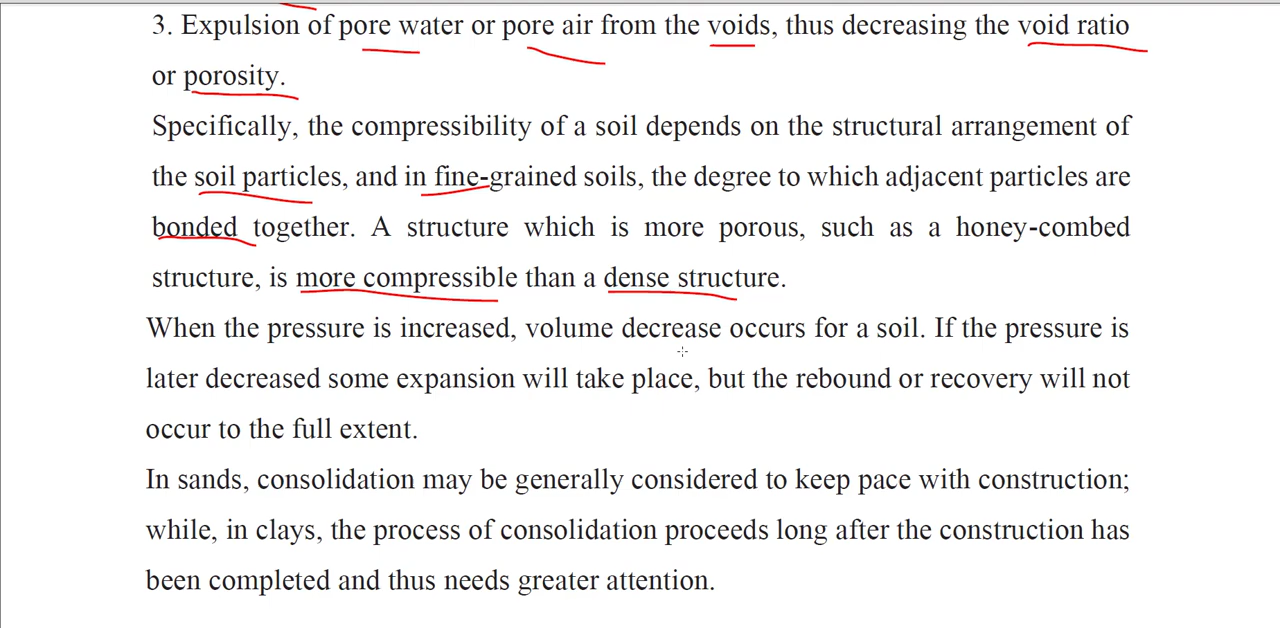 3. Expulsion of pore water or pore air from the voids, thus decreasing the void ratio
or porosity.
Specifically, the compressibility of a soil depends on the structural arrangement of
the soil particles, and in fine-grained soils, the degree to which adjacent particles are
bonded together. A structure which is more porous, such as a honey-combed
structure, is more compressible than a dense structure.
When the pressure is increased, volume decrease occurs for a soil. If the pressure is
later decreased some expansion will take place, but the rebound or recovery will not
occur to the full extent.
In sands, consolidation may be generally considered to keep pace with construction;
while, in clays, the process of consolidation proceeds long after the construction has
been completed and thus needs greater attention.